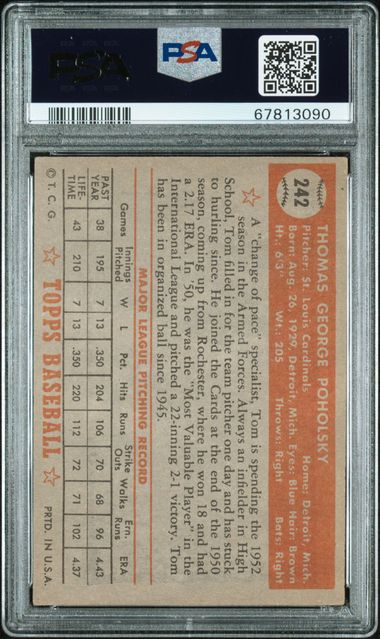 PSA
PSA
67813090
242
THOMAS GEORGE POHOLSKY
Pitcher: St. Louis Cardinals Home: Detroit, Mich.
Born: Aug. 26, 1929, Detroit, Mich. Eyes: Blue Hair: Brown
Ht.: 6/3" Wt.: 205 Throws: Right Bats: Right
A "change of pace" specialist, Tom is spending the 1952
season in the Armed Forces. Always an infielder in High
School, Tom filled in for the team pitcher one day and has stuck
to hurling since. He joined the Cards at the end of the 1950
season, coming up from Rochester, where he won 18 and had
a 2.17 ERA. In '50, he was the "Most Valuable Player" in the
International League and pitched a 22-inning 2-1 victory. Tom
has been in organized ball since 1945.
MAJOR LEAGUE PITCHING RECORD
Games Innings Pitched W L Pct. Hits Runs Strike Outs Walks Ern. Runs ERA
PAST YEAR 38 195 7 13 .350 204 106 70 68 96 4.43
LIFE-TIME 43 210 7 13 .350 220 112 72 71 102 4.37
© T. C. G. TOPPS BASEBALL PRTD. IN U.S.A.